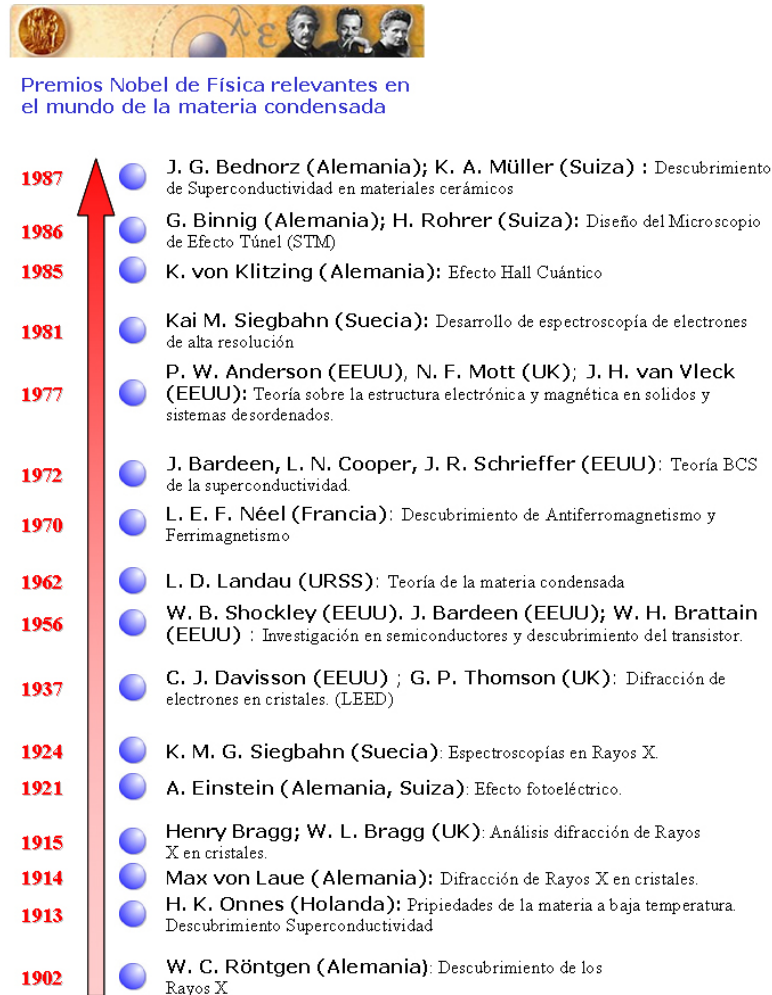 λ ε
Premios Nobel de Física relevantes en
el mundo de la materia condensada
1987
J. G. Bednorz (Alemania); K. A. Müller (Suiza) : Descubrimiento
de Superconductividad en materiales cerámicos
1986
G. Binnig (Alemania); H. Rohrer (Suiza): Diseño del Microscopio
de Efecto Túnel (STM)
1985
K. von Klitzing (Alemania): Efecto Hall Cuántico
1981
Kai M. Siegbahn (Suecia): Desarrollo de espectroscopía de electrones
de alta resolución
1977
P. W. Anderson (EEUU), N. F. Mott (UK); J. H. van Vleck
(EEUU): Teoría sobre la estructura electrónica y magnética en solidos y
sistemas desordenados.
1972
J. Bardeen, L. N. Cooper, J. R. Schrieffer (EEUU): Teoría BCS
de la superconductividad.
1970
L. E. F. Néel (Francia): Descubrimiento de Antiferromagnetismo y
Ferrimagnetismo
1962
L. D. Landau (URSS): Teoría de la materia condensada
1956
W. B. Shockley (EEUU). J. Bardeen (EEUU); W. H. Brattain
(EEUU) : Investigación en semiconductores y descubrimiento del transistor.
1937
C. J. Davisson (EEUU) ; G. P. Thomson (UK): Difracción de
electrones en cristales. (LEED)
1924
K. M. G. Siegbahn (Suecia): Espectroscopías en Rayos X.
1921
A. Einstein (Alemania, Suiza): Efecto fotoeléctrico.
1915
Henry Bragg; W. L. Bragg (UK): Análisis difracción de Rayos
X en cristales.
1914
Max von Laue (Alemania): Difracción de Rayos X en cristales.
1913
H. K. Onnes (Holanda): Pripiedades de la materia a baja temperatura.
Descubrimiento Superconductividad
1902
W. C. Röntgen (Alemania): Descubrimiento de los
Rayos X